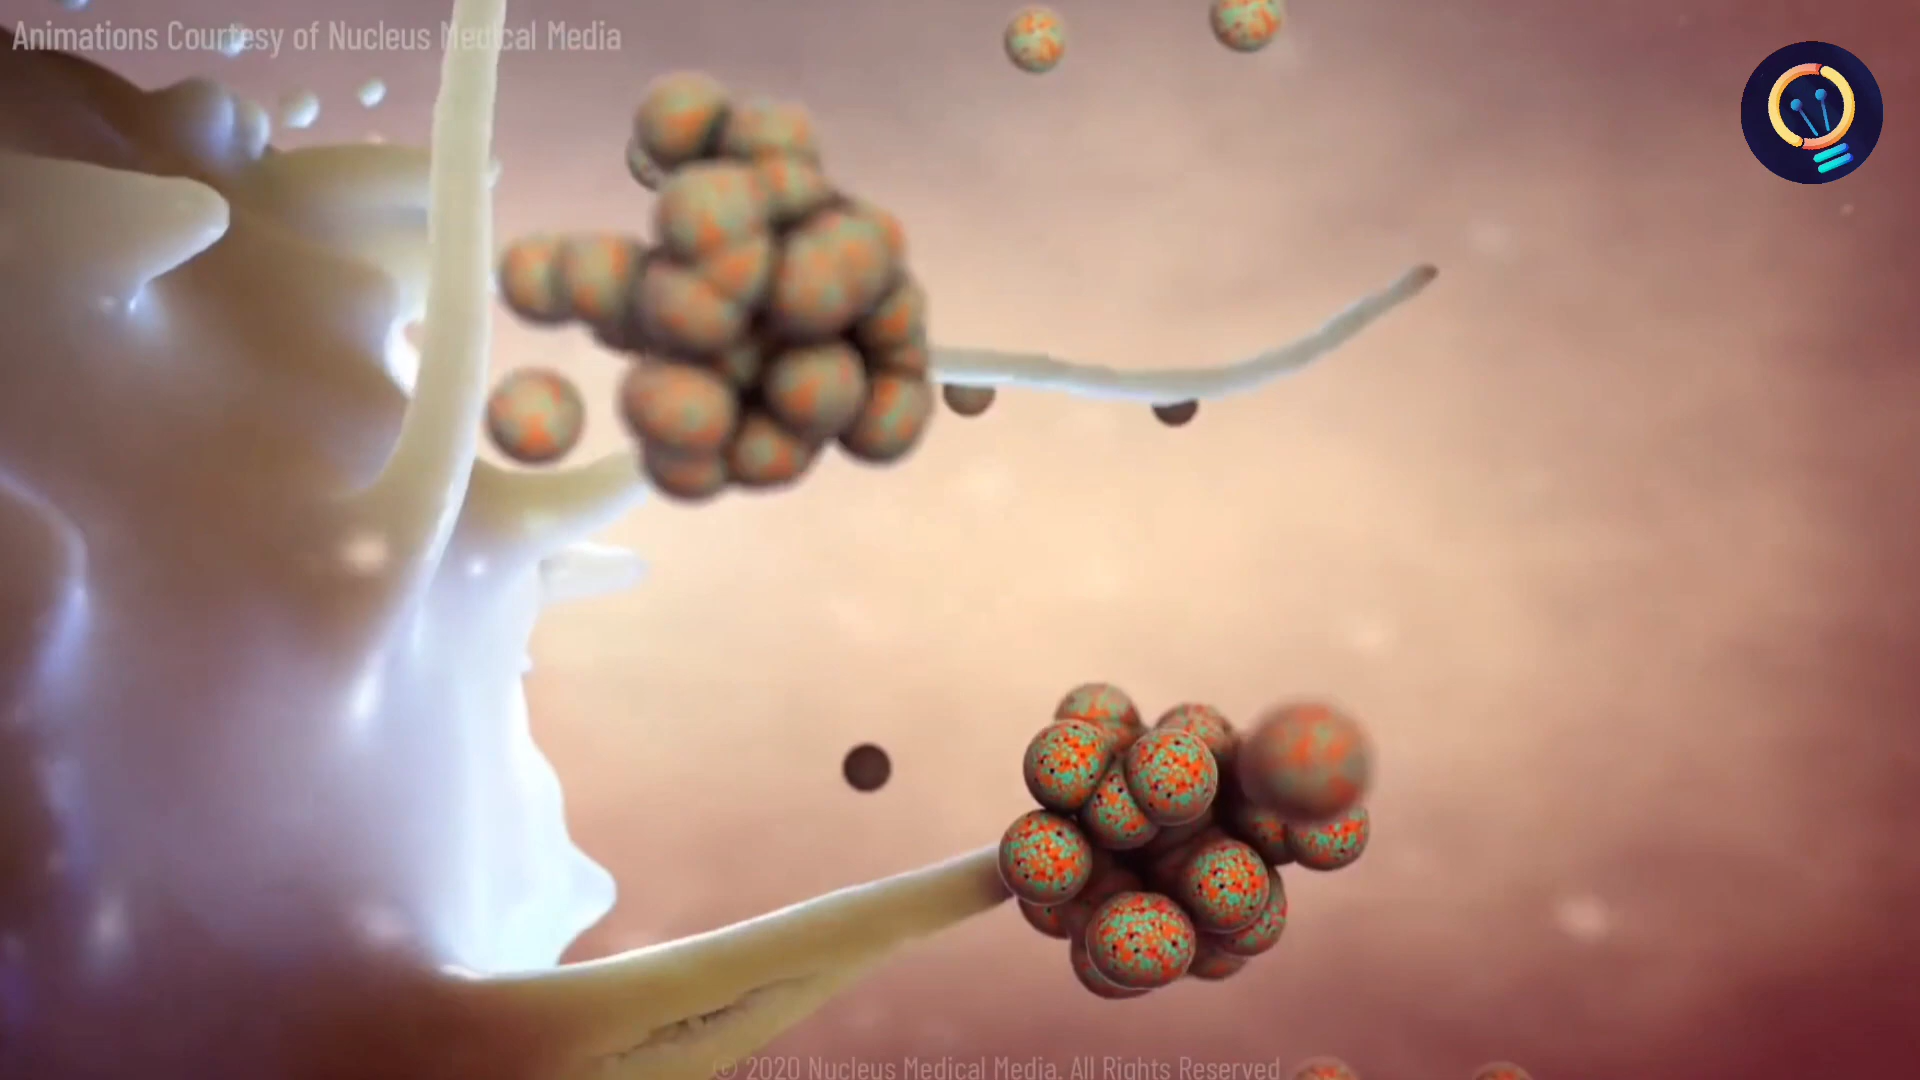 Animations Courtesy of Nucleus Medical Media
© 2020 Nucleus Medical Media. All Rights Reserved